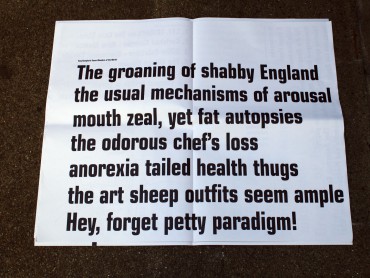 The groaning of shabby England
the usual mechanisms of arousal
mouth zeal, yet fat autopsies
the odorous chef's loss
anorexia tailed health thugs
the art sheep outfits seem ample
Hey, forget petty paradigm!